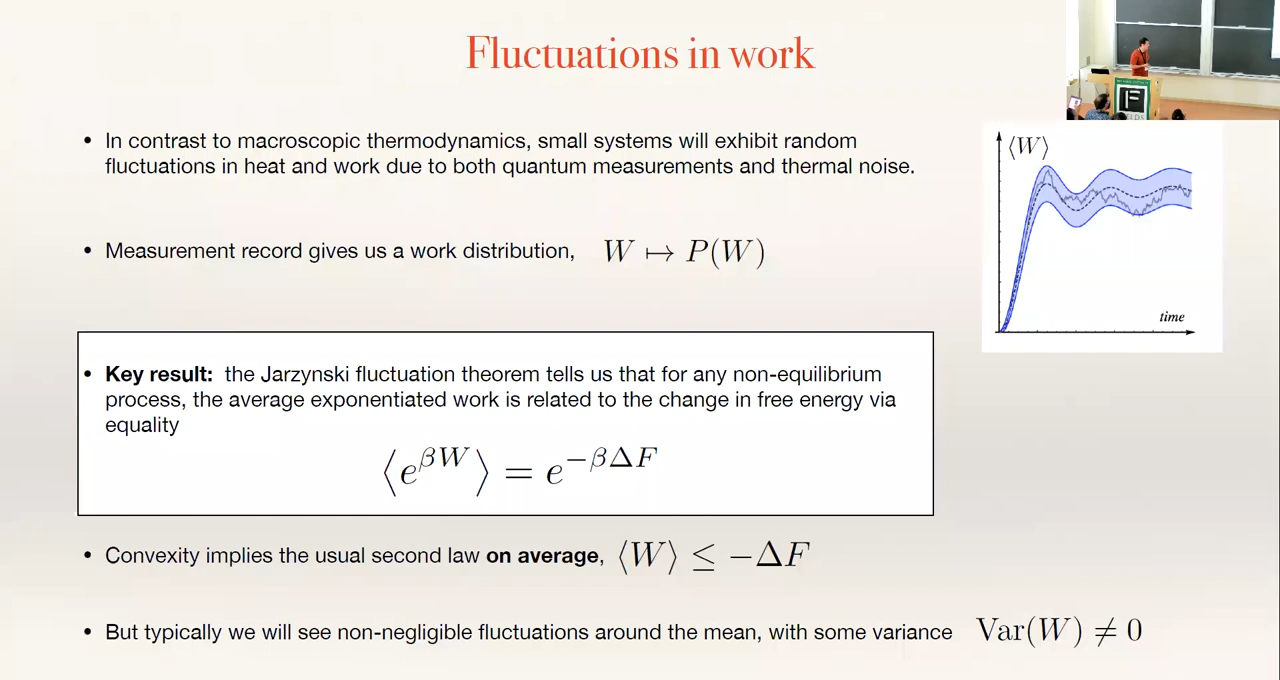 Fluctuations in work
• In contrast to macroscopic thermodynamics, small systems will exhibit random
fluctuations in heat and work due to both quantum measurements and thermal noise.
⟨W⟩
time
• Measurement record gives us a work distribution, W ↦ P(W)
• Key result: the Jarzynski fluctuation theorem tells us that for any non-equilibrium
process, the average exponentiated work is related to the change in free energy via
equality
⟨e^{βW}⟩ = e^{−βΔF}
• Convexity implies the usual second law on average, ⟨W⟩ ≤ −ΔF
• But typically we will see non-negligible fluctuations around the mean, with some variance Var(W) ≠ 0